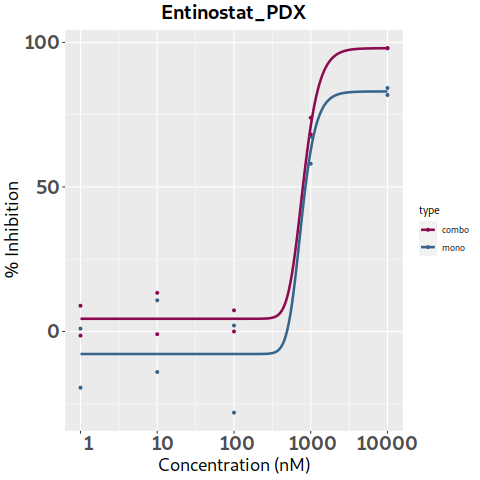 Entinostat_PDX
% Inhibition
100
50
0
1 10 100 1000 10000
Concentration (nM)
type
combo
mono